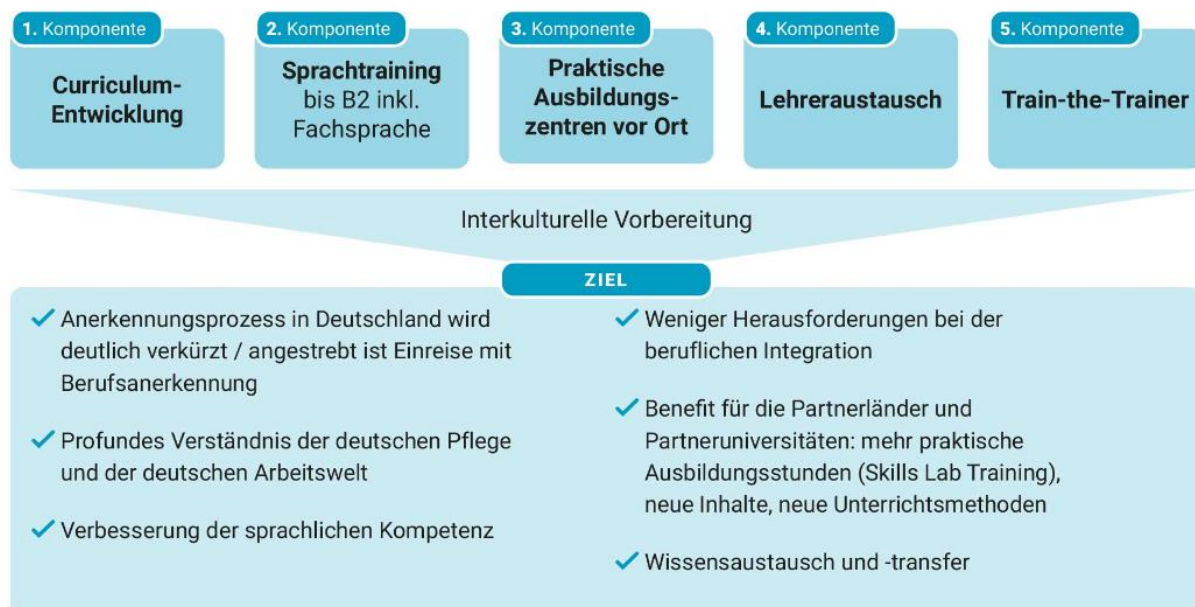 1. Komponente
Curriculum-
Entwicklung
2. Komponente
Sprachtraining
bis B2 inkl.
Fachsprache
3. Komponente
Praktische
Ausbildungs-
zentren vor Ort
4. Komponente
Lehreraustausch
5. Komponente
Train-the-Trainer
Interkulturelle Vorbereitung
ZIEL
Anerkennungsprozess in Deutschland wird
deutlich verkürzt / angestrebt ist Einreise mit
Berufsanerkennung
Profundes Verständnis der deutschen Pflege
und der deutschen Arbeitswelt
Verbesserung der sprachlichen Kompetenz
Weniger Herausforderungen bei der
beruflichen Integration
Benefit für die Partnerländer und
Partneruniversitäten: mehr praktische
Ausbildungsstunden (Skills Lab Training),
neue Inhalte, neue Unterrichtsmethoden
Wissensaustausch und -transfer